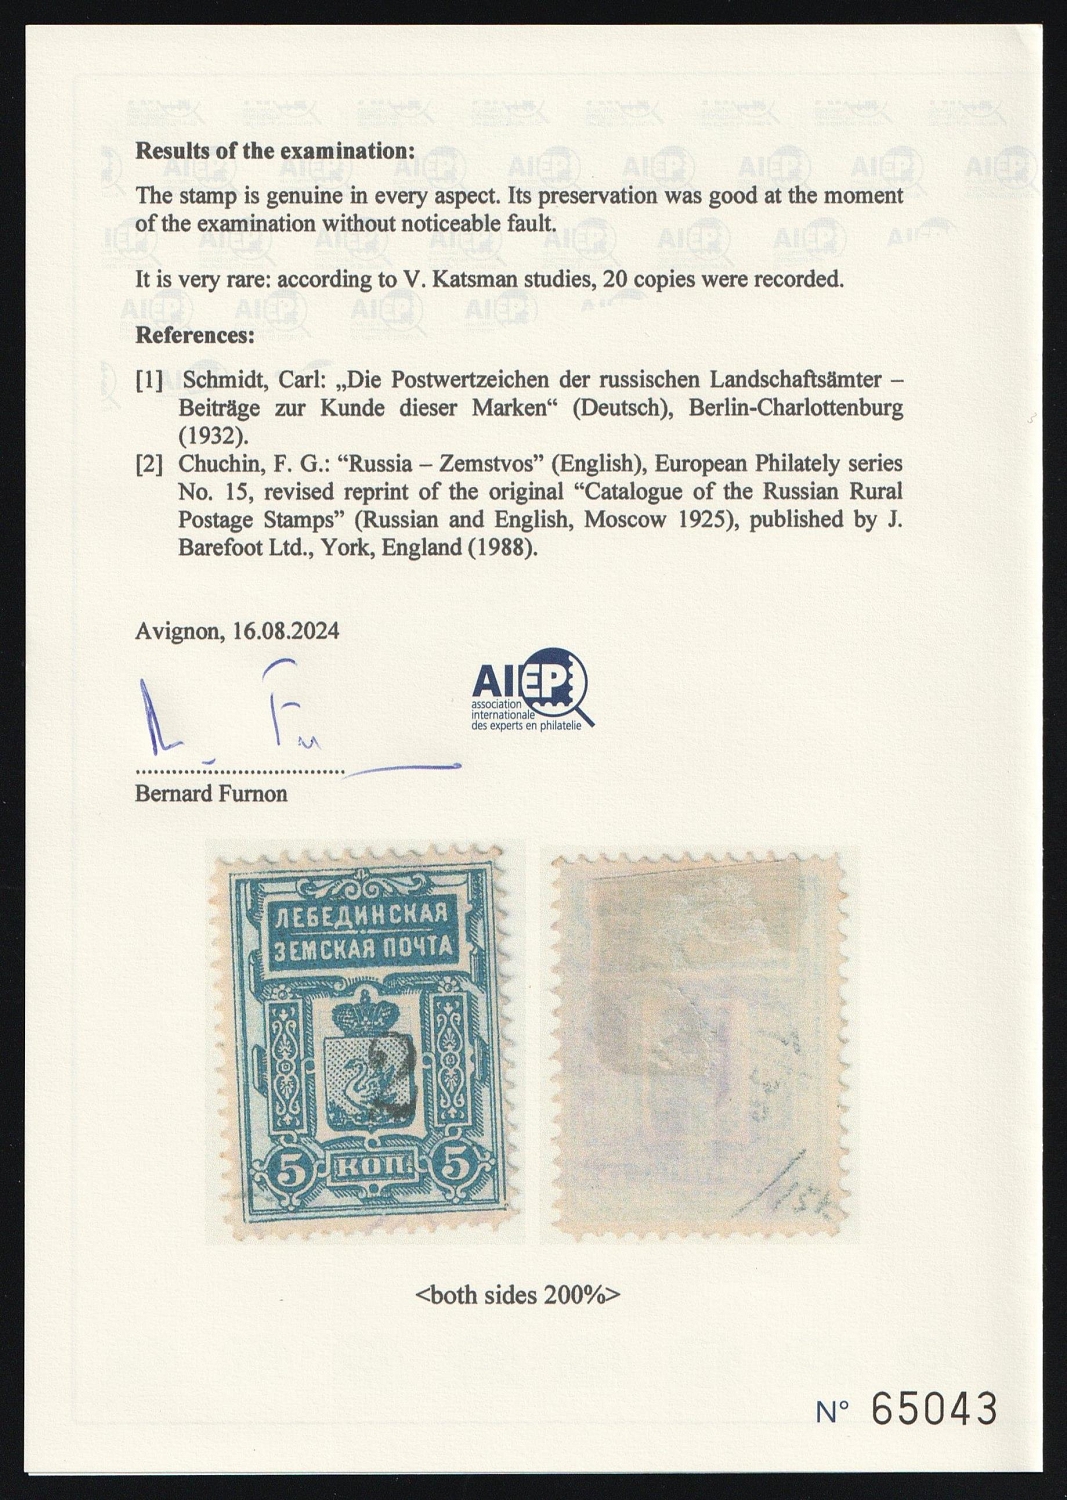 Results of the examination:
The stamp is genuine in every aspect. Its preservation was good at the moment
of the examination without noticeable fault.
It is very rare: according to V. Katsman studies, 20 copies were recorded.
References:
[1] Schmidt, Carl: „Die Postwertzeichen der russischen Landschaftsämter –
Beiträge zur Kunde dieser Marken“ (Deutsch), Berlin-Charlottenburg
(1932).
[2] Chuchin, F. G.: “Russia – Zemstvos” (English), European Philately series
No. 15, revised reprint of the original “Catalogue of the Russian Rural
Postage Stamps” (Russian and English, Moscow 1925), published by J.
Barefoot Ltd., York, England (1988).
Avignon, 16.08.2024
AIEP
association
internationale
des experts en philatelie
Bernard Furnon
ЛЕБЕДИНСКАЯ
ЗЕМСКАЯ ПОЧТА
2
5 КОП. 5
<both sides 200%>
N° 65043